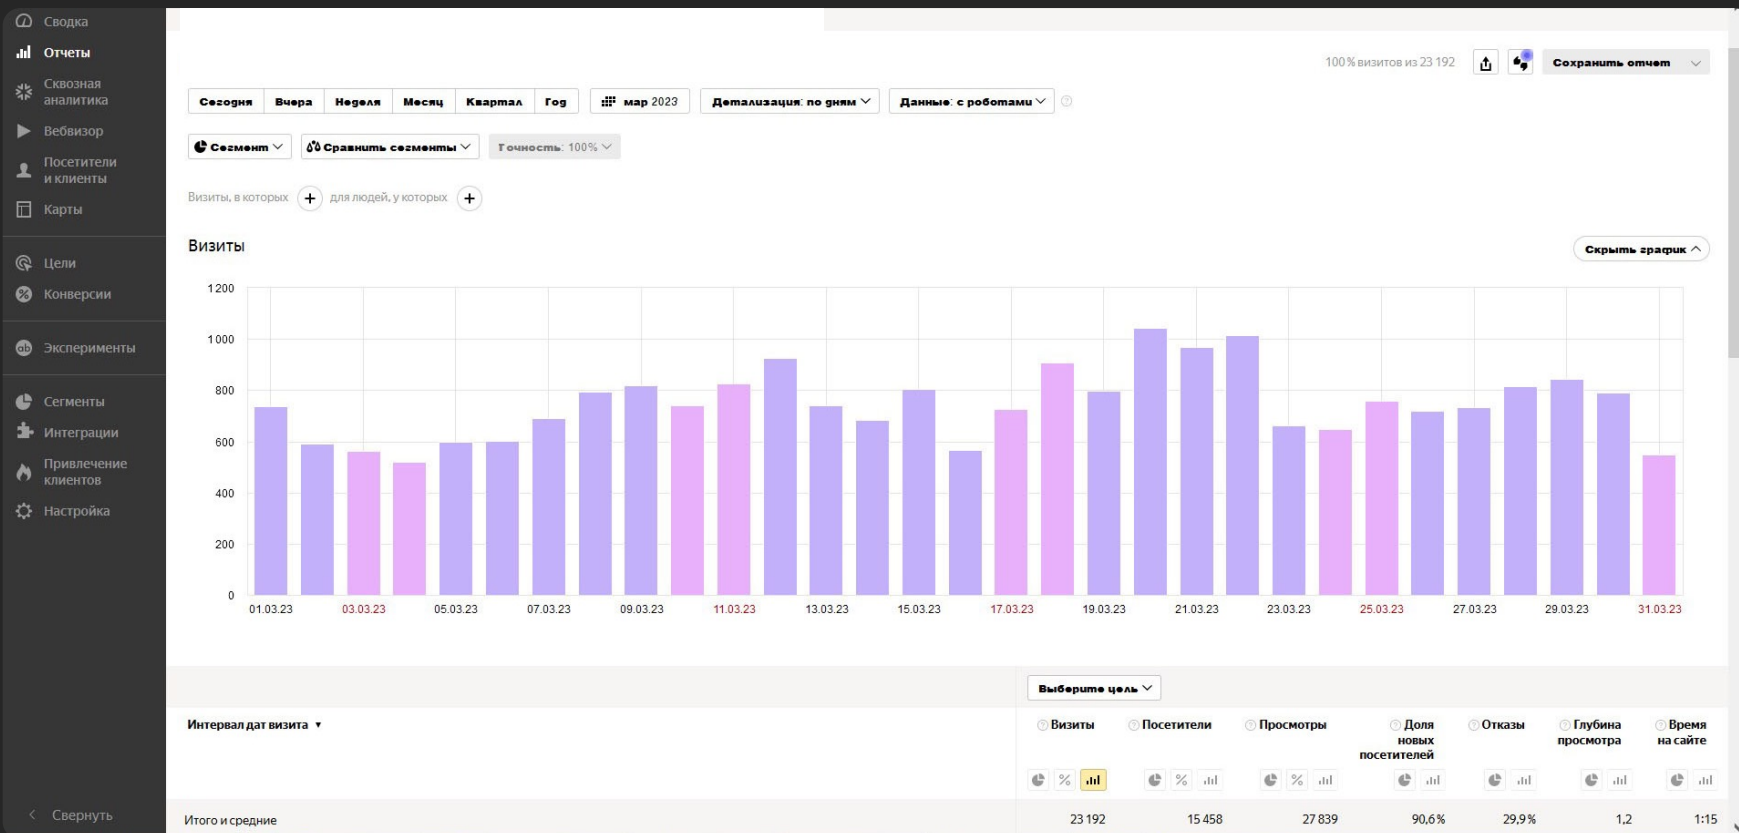 Сводка
Отчеты
Сквозная
аналитика
Вебвизор
Посетители
и клиенты
Карты
Цели
Конверсии
Эксперименты
Сегменты
Интеграции
Привлечение
клиентов
Настройка
Свернуть
100 % визитов из 23 192
Сохранить отчет
Сегодня Вчера Неделя Месяц Квартал Год мар 2023 Детализация: по дням Данные: с роботами
Сегмент Сравнить сегменты Точность: 100%
Визиты, в которых + для людей, у которых +
Визиты
Скрыть график
1200
1000
800
600
400
200
0
01.03.23 03.03.23 05.03.23 07.03.23 09.03.23 11.03.23 13.03.23 15.03.23 17.03.23 19.03.23 21.03.23 23.03.23 25.03.23 27.03.23 29.03.23 31.03.23
Выберите цель
Интервал дат визита ▼
Визиты
Посетители
Просмотры
Доля
новых
посетителей
Отказы
Глубина
просмотра
Время
на сайте
Итого и средние 23 192 15 458 27 839 90,6 % 29,9 % 1,2 1:15